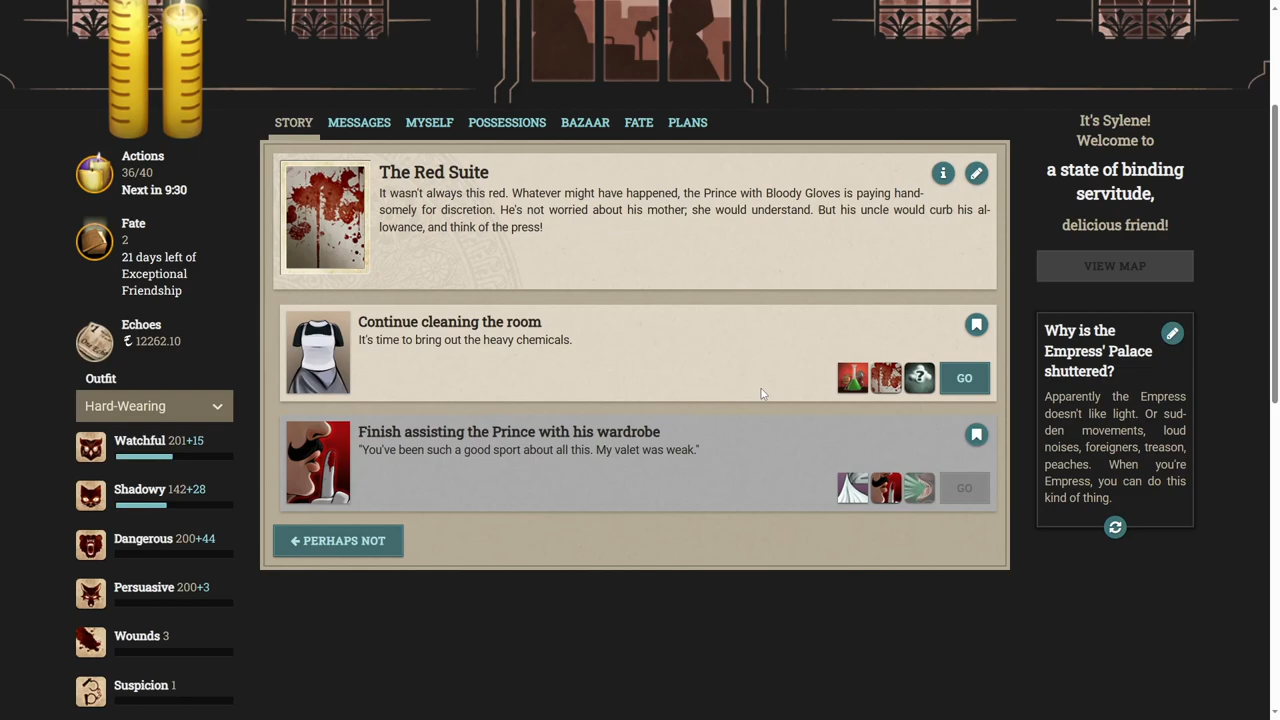 STORY MESSAGES MYSELF POSSESSIONS BAZAAR FATE PLANS
Actions
36/40
Next in 9:30
Fate
2
21 days left of
Exceptional
Friendship
Echoes
12262.10
Outfit
Hard-Wearing
Watchful 201+15
Shadowy 142+28
Dangerous 200+44
Persuasive 200+3
Wounds 3
Suspicion 1
The Red Suite
It wasn't always this red. Whatever might have happened, the Prince with Bloody Gloves is paying hand-
somely for discretion. He's not worried about his mother; she would understand. But his uncle would curb his al-
lowance, and think of the press!
Continue cleaning the room
It's time to bring out the heavy chemicals.
GO
Finish assisting the Prince with his wardrobe
"You've been such a good sport about all this. My valet was weak."
GO
PERHAPS NOT
It's Sylene!
Welcome to
a state of binding
servitude,
delicious friend!
VIEW MAP
Why is the
Empress' Palace
shuttered?
Apparently the Empress
doesn't like light. Or sud-
den movements, loud
noises, foreigners, treason,
peaches. When you're
Empress, you can do this
kind of thing.